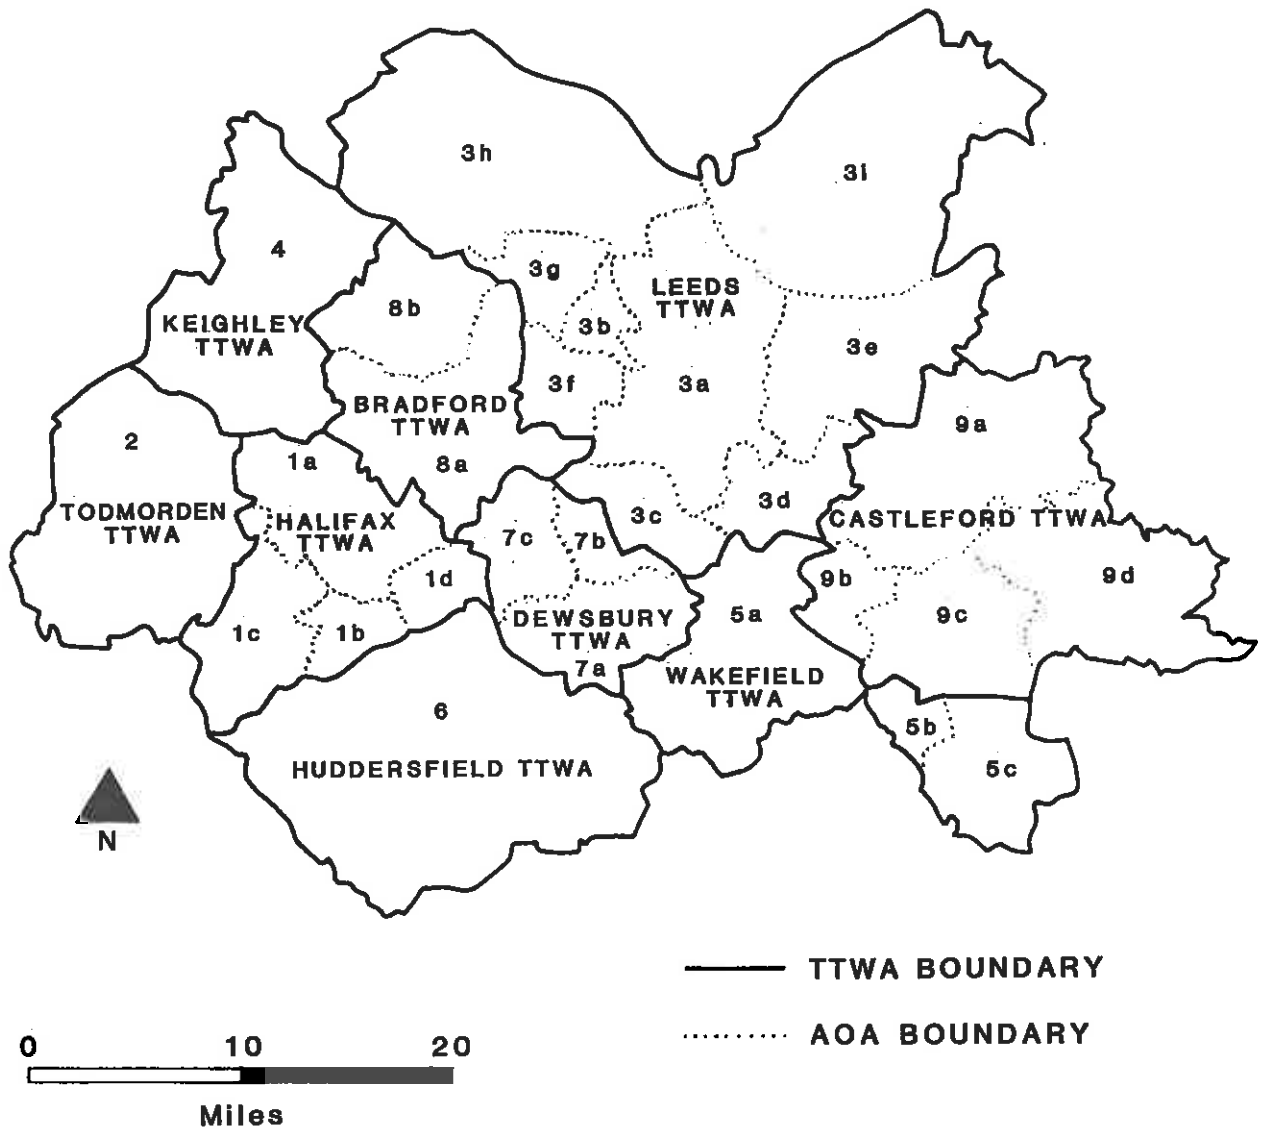 3h
3i
4
3g
8b
LEEDS
TTWA
KEIGHLEY
TTWA
3b
3e
3f
3a
BRADFORD
TTWA
9a
2
1a
8a
TODMORDEN
TTWA
HALIFAX
TTWA
7c
7b
3c
3d
CASTLEFORD TTWA
1d
9b
9d
1c
1b
DEWSBURY
TTWA
5a
9c
7a
WAKEFIELD
TTWA
6
5b
HUDDERSFIELD TTWA
5c
N
TTWA BOUNDARY
AOA BOUNDARY
0 10 20
Miles